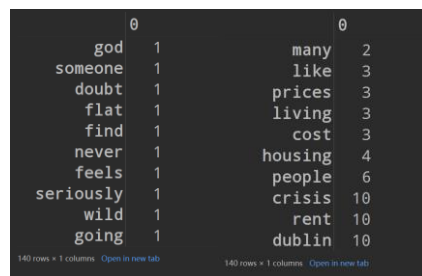 0
god 1
someone 1
doubt 1
flat 1
find 1
never 1
feels 1
seriously 1
wild 1
going 1
140 rows × 1 columns Open in new tab
0
many 2
like 3
prices 3
living 3
cost 3
housing 4
people 6
crisis 10
rent 10
dublin 10
140 rows × 1 columns Open in new tab